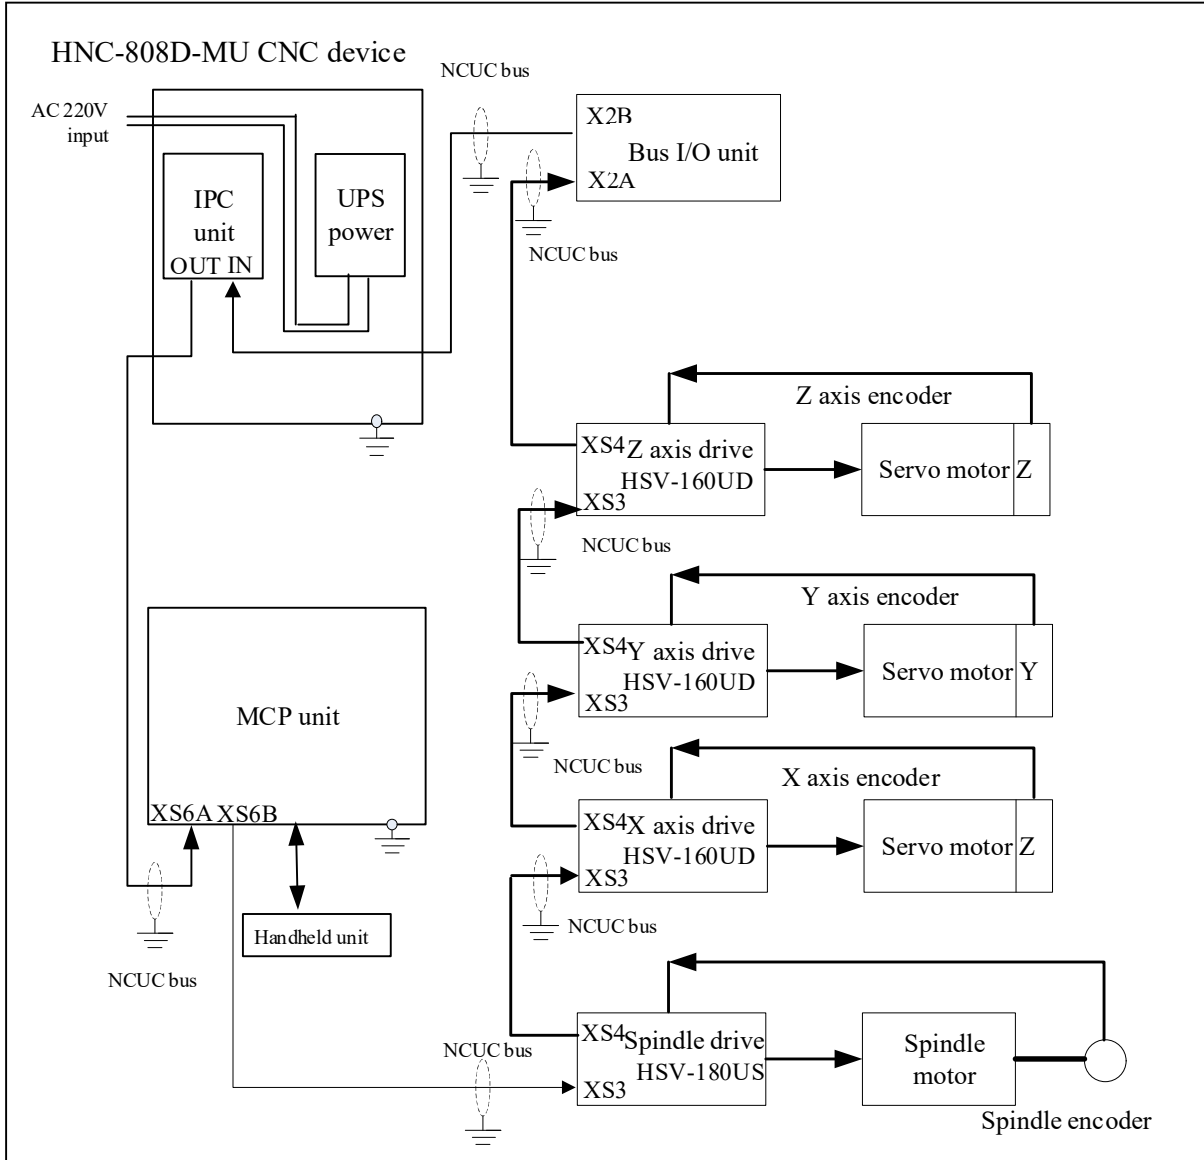 HNC-808D-MU CNC device
NCUC bus
AC 220V
input
X2B
Bus I/O unit
X2A
IPC
unit
OUT IN
UPS
power
NCUC bus
Z axis encoder
XS4 Z axis drive
HSV-160UD
XS3
Servo motor Z
NCUC bus
Y axis encoder
XS4 Y axis drive
HSV-160UD
XS3
Servo motor Y
MCP unit
XS6A XS6B
NCUC bus
X axis encoder
XS4 X axis drive
HSV-160UD
XS3
Servo motor Z
Handheld unit
NCUC bus
NCUC bus
NCUC bus
XS4 Spindle drive
HSV-180US
XS3
Spindle
motor
Spindle encoder